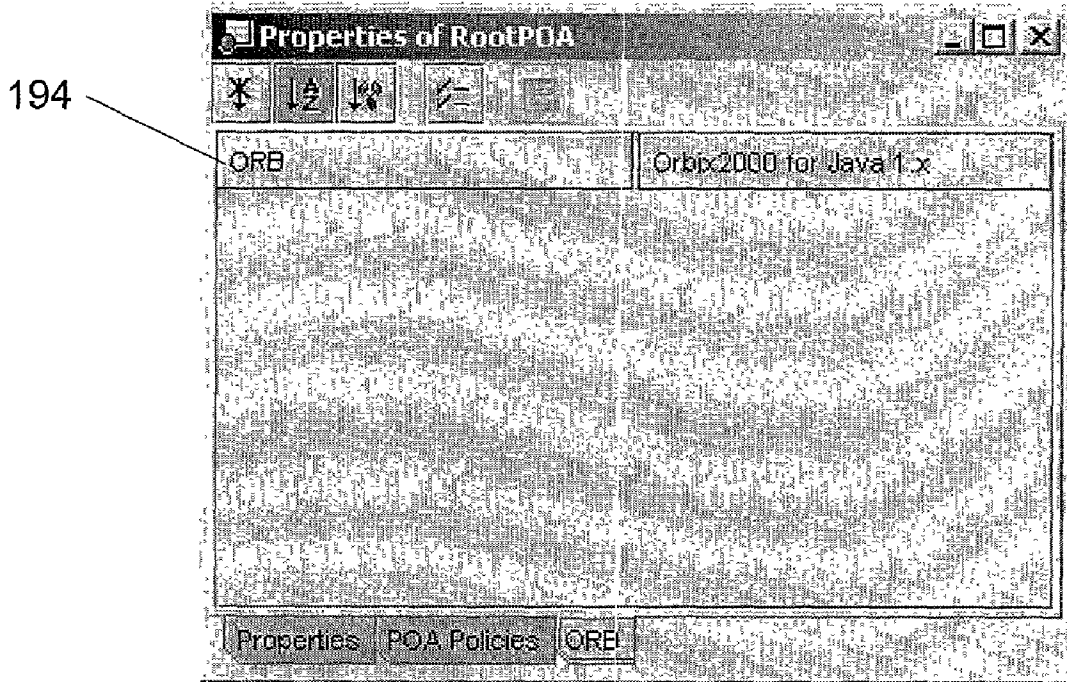 Properties of RootPOA
194
ORB Orbix2000 for Java 1.x
Properties POA Policies ORB